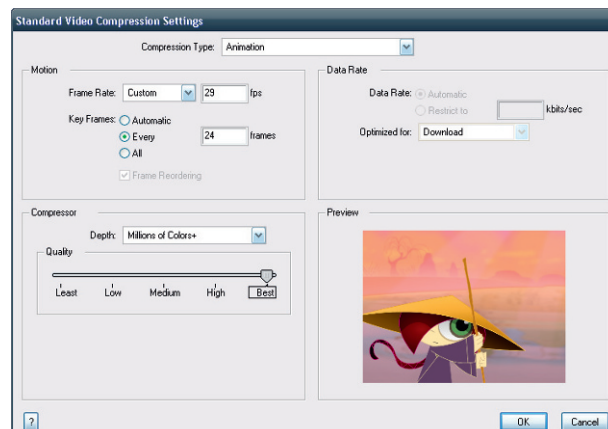 Standard Video Compression Settings
Compression Type: Animation
Motion
Frame Rate: Custom 29 fps
Key Frames: Automatic
Every 24 frames
All
Frame Reordering
Data Rate
Data Rate: Automatic
Restrict to kbits/sec
Optimized for: Download
Compressor
Depth: Millions of Colors+
Quality
Least Low Medium High Best
Preview
? OK Cancel